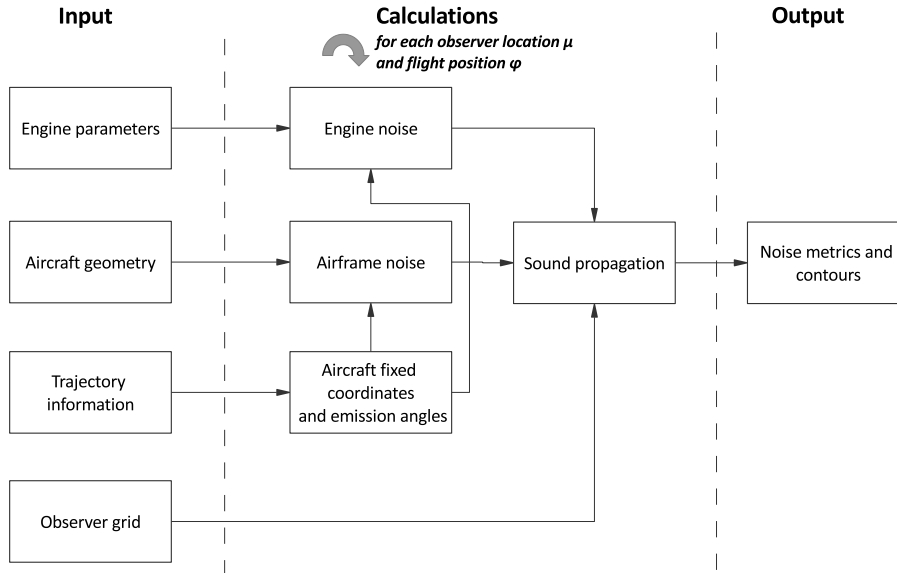 Input
Calculations
Output
for each observer location μ
and flight position φ
Engine parameters
Engine noise
Aircraft geometry
Airframe noise
Sound propagation
Noise metrics and
contours
Trajectory
information
Aircraft fixed
coordinates
and emission angles
Observer grid